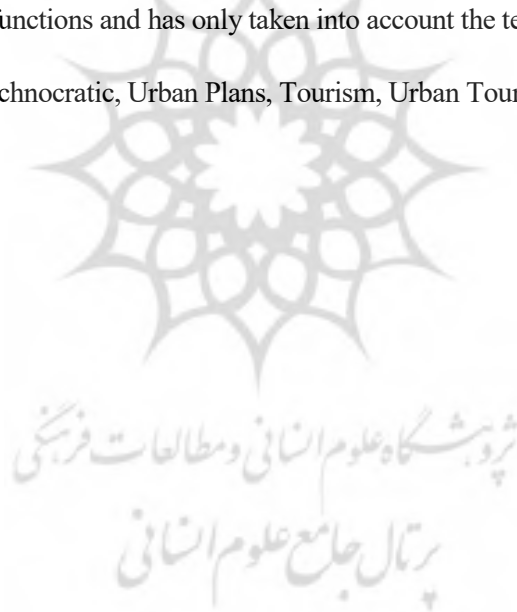 functions and has only taken into account the te
chnocratic, Urban Plans, Tourism, Urban Tour
پژوهشگاه علوم انسانی و مطالعات فرهنگی
پرتال جامع علوم انسانی